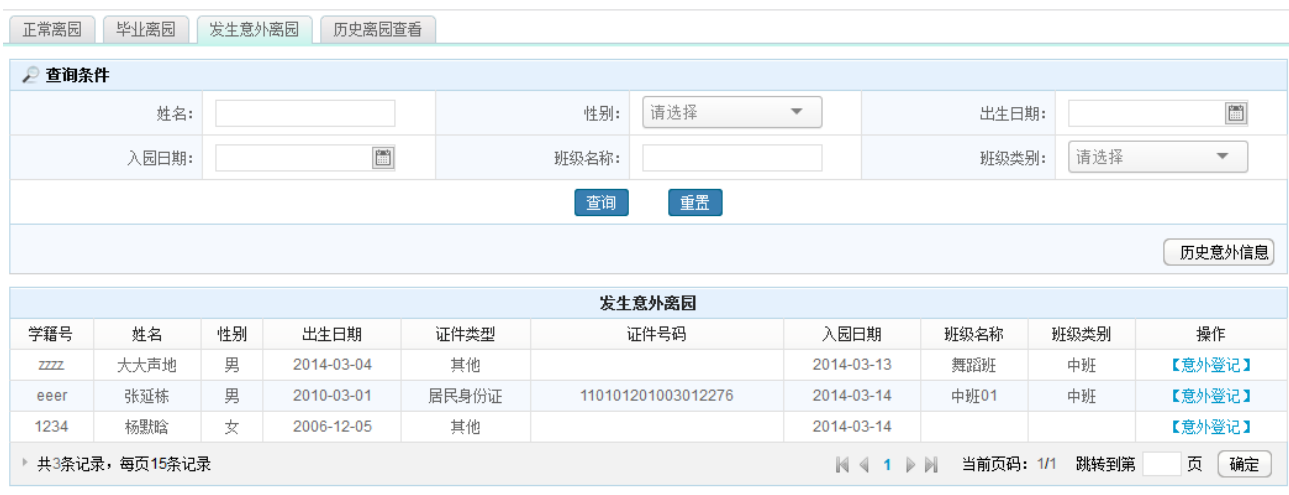 正常离园 毕业离园 发生意外离园 历史离园查看
查询条件
姓名: 性别: 请选择 出生日期:
入园日期: 班级名称: 班级类别: 请选择
查询 重置
历史意外信息
发生意外离园
学籍号 姓名 性别 出生日期 证件类型 证件号码 入园日期 班级名称 班级类别 操作
zzzz 大大声地 男 2014-03-04 其他 2014-03-13 舞蹈班 中班 【意外登记】
eeer 张延栋 男 2010-03-01 居民身份证 110101201003012276 2014-03-14 中班01 中班 【意外登记】
1234 杨默晗 女 2006-12-05 其他 2014-03-14 【意外登记】
共3条记录，每页15条记录 1 当前页码: 1/1 跳转到第 页 确定